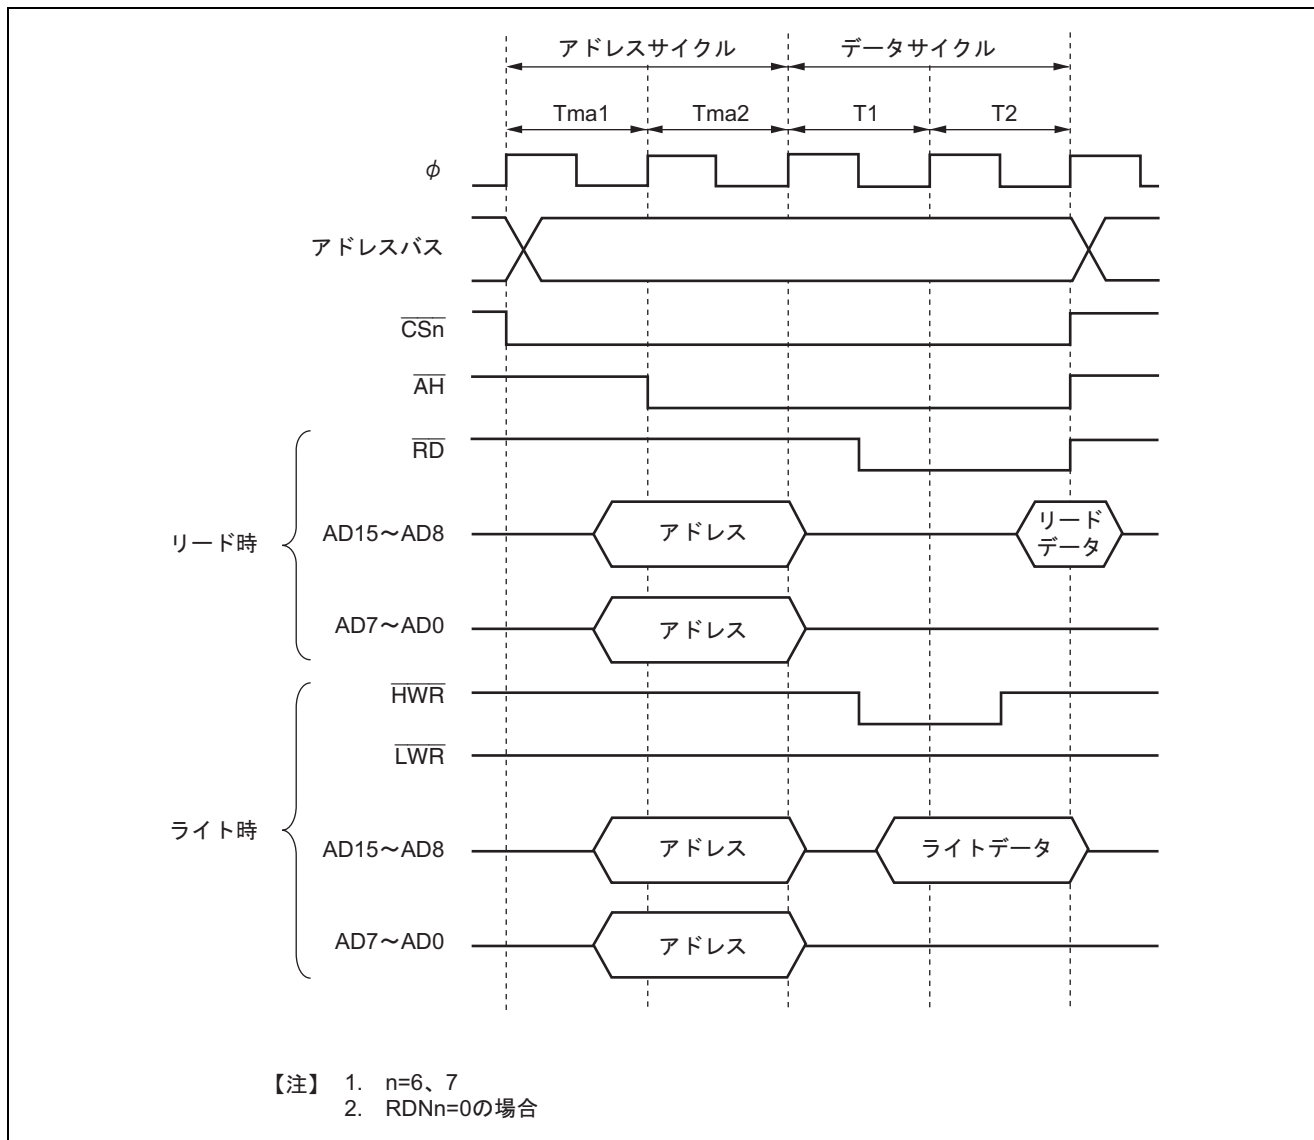 アドレスサイクル データサイクル
Tma1 Tma2 T1 T2
φ
アドレスバス
CSn
AH
RD
リード時
AD15～AD8 アドレス リード
データ
AD7～AD0 アドレス
HWR
LWR
ライト時
AD15～AD8 アドレス ライトデータ
AD7～AD0 アドレス
【注】 1. n=6、7
2. RDNn=0の場合